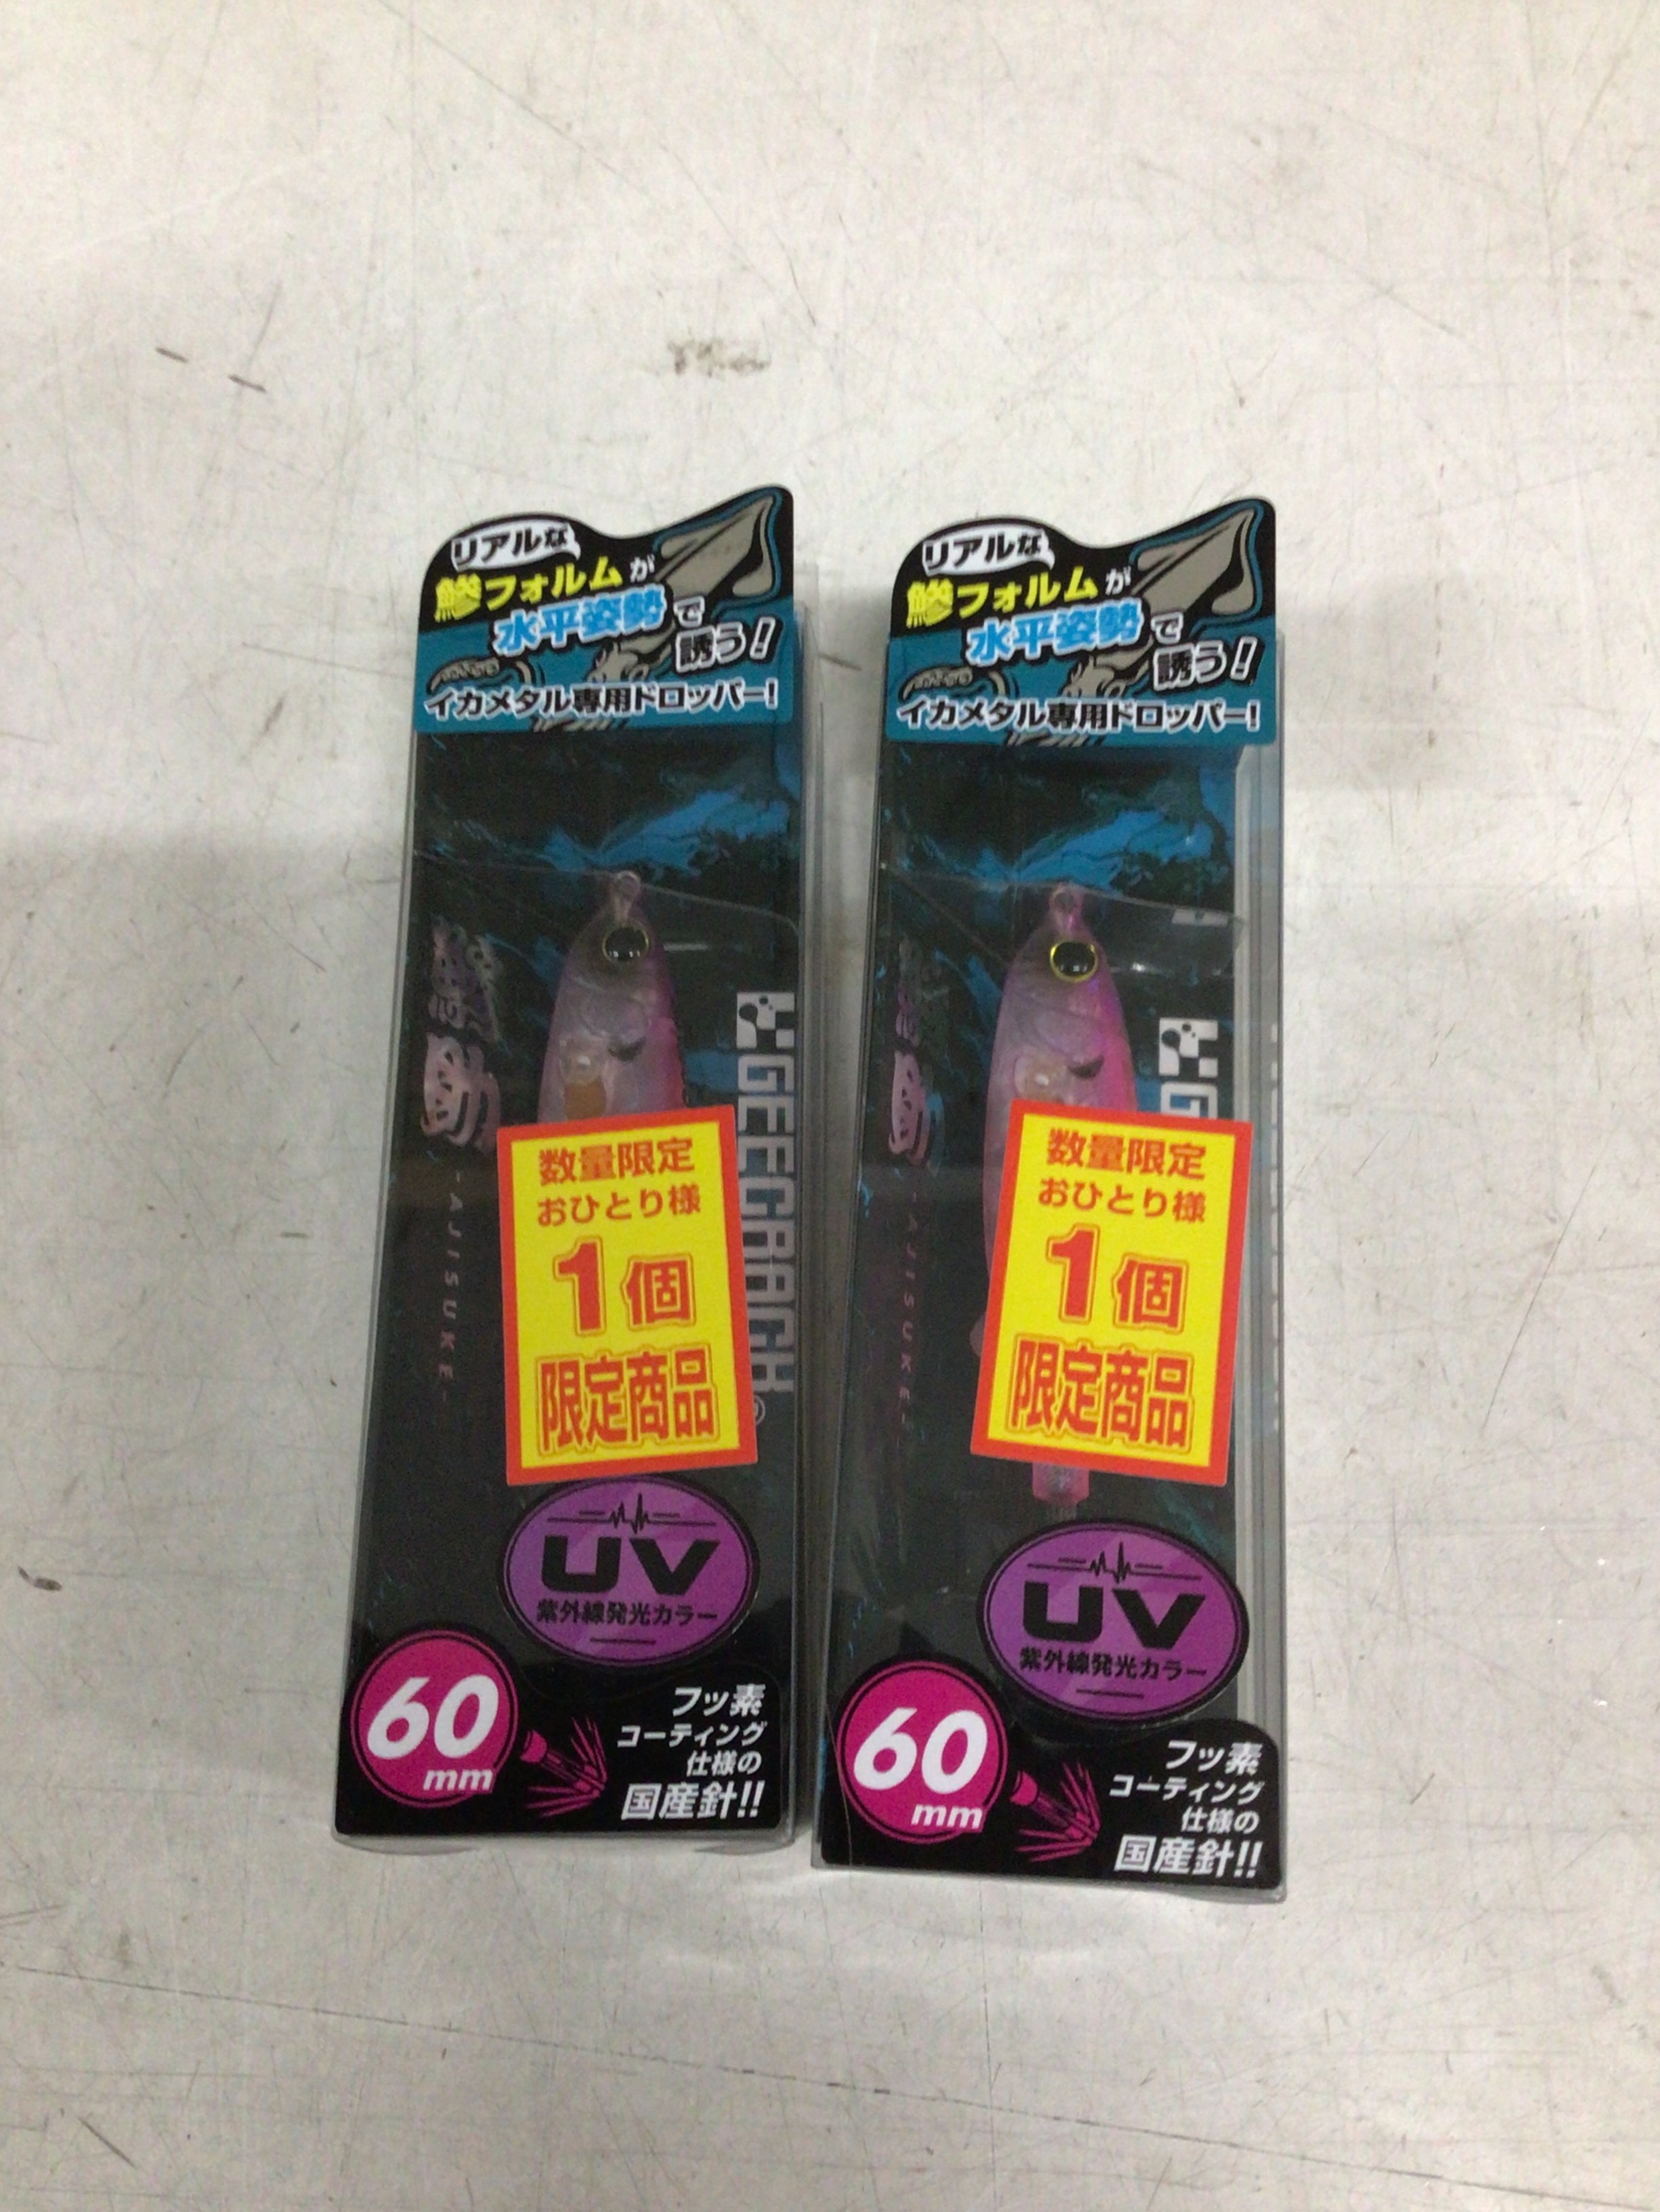 リアルな
鯵フォルムが
水平姿勢で
誘う!
イカメタル専用ドロッパー!
GEECRACK®
-AJISUKE-
数量限定
おひとり様
1個
限定商品
UV
紫外線発光カラー
60
mm
フッ素
コーティング
仕様の
国産針!!
リアルな
鯵フォルムが
水平姿勢で
誘う!
イカメタル専用ドロッパー!
-AJISUKE-
数量限定
おひとり様
1個
限定商品
UV
紫外線発光カラー
60
mm
フッ素
コーティング
仕様の
国産針!!